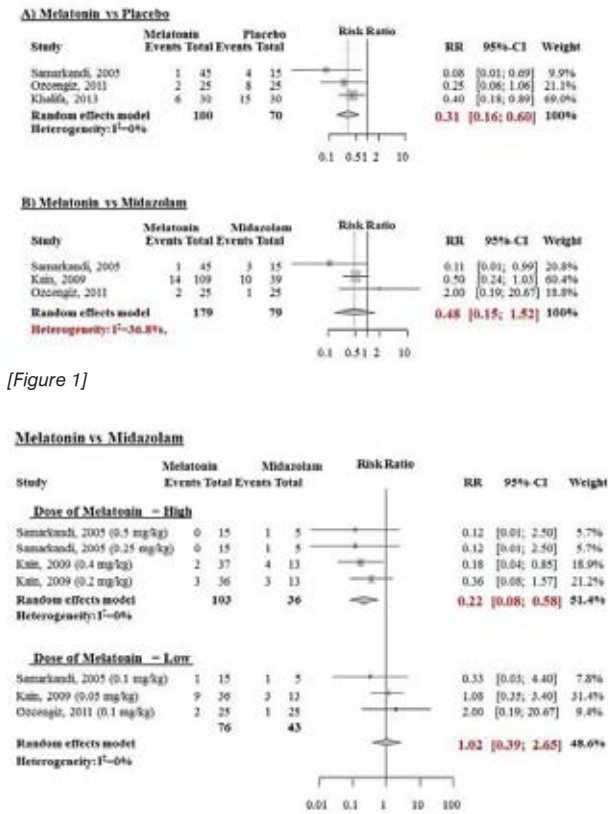 A) Melatonin vs Placebo
Melatonin Placebo Risk Ratio
Study Events Total Events Total RR 95%-CI Weight
Samarkandi, 2005 1 45 4 15 0.08 [0.01; 0.69] 9.9%
Ozcengiz, 2011 2 25 8 25 0.25 [0.06; 1.06] 21.1%
Khalifa, 2013 6 30 15 30 0.40 [0.18; 0.89] 69.0%
Random effects model 100 70 0.31 [0.16; 0.60] 100%
Heterogeneity: I²=0%
0.1 0.5 1 2 10
B) Melatonin vs Midazolam
Melatonin Midazolam Risk Ratio
Study Events Total Events Total RR 95%-CI Weight
Samarkandi, 2005 1 45 3 15 0.11 [0.01; 0.99] 20.8%
Kain, 2009 14 109 10 39 0.50 [0.24; 1.03] 60.4%
Ozcengiz, 2011 2 25 1 25 2.00 [0.19; 20.67] 18.8%
Random effects model 179 79 0.48 [0.15; 1.52] 100%
Heterogeneity: I²=36.8%,
0.1 0.5 1 2 10
[Figure 1]
Melatonin vs Midazolam
Melatonin Midazolam Risk Ratio
Study Events Total Events Total RR 95%-CI Weight
Dose of Melatonin = High
Samarkandi, 2005 (0.5 mg/kg) 0 15 1 5 0.12 [0.01; 2.50] 5.7%
Samarkandi, 2005 (0.25 mg/kg) 0 15 1 5 0.12 [0.01; 2.50] 5.7%
Kain, 2009 (0.4 mg/kg) 2 37 4 13 0.18 [0.04; 0.85] 18.9%
Kain, 2009 (0.2 mg/kg) 3 36 3 13 0.36 [0.08; 1.57] 21.2%
Random effects model 103 36 0.22 [0.08; 0.58] 51.4%
Heterogeneity: I²=0%
Dose of Melatonin = Low
Samarkandi, 2005 (0.1 mg/kg) 1 15 1 5 0.33 [0.03; 4.40] 7.8%
Kain, 2009 (0.05 mg/kg) 9 36 3 13 1.08 [0.35; 3.40] 31.4%
Ozcengiz, 2011 (0.1 mg/kg) 2 25 1 25 2.00 [0.19; 20.67] 9.4%
76 43
Random effects model 1.02 [0.39; 2.65] 48.6%
Heterogeneity: I²=0%
0.01 0.1 1 10 100